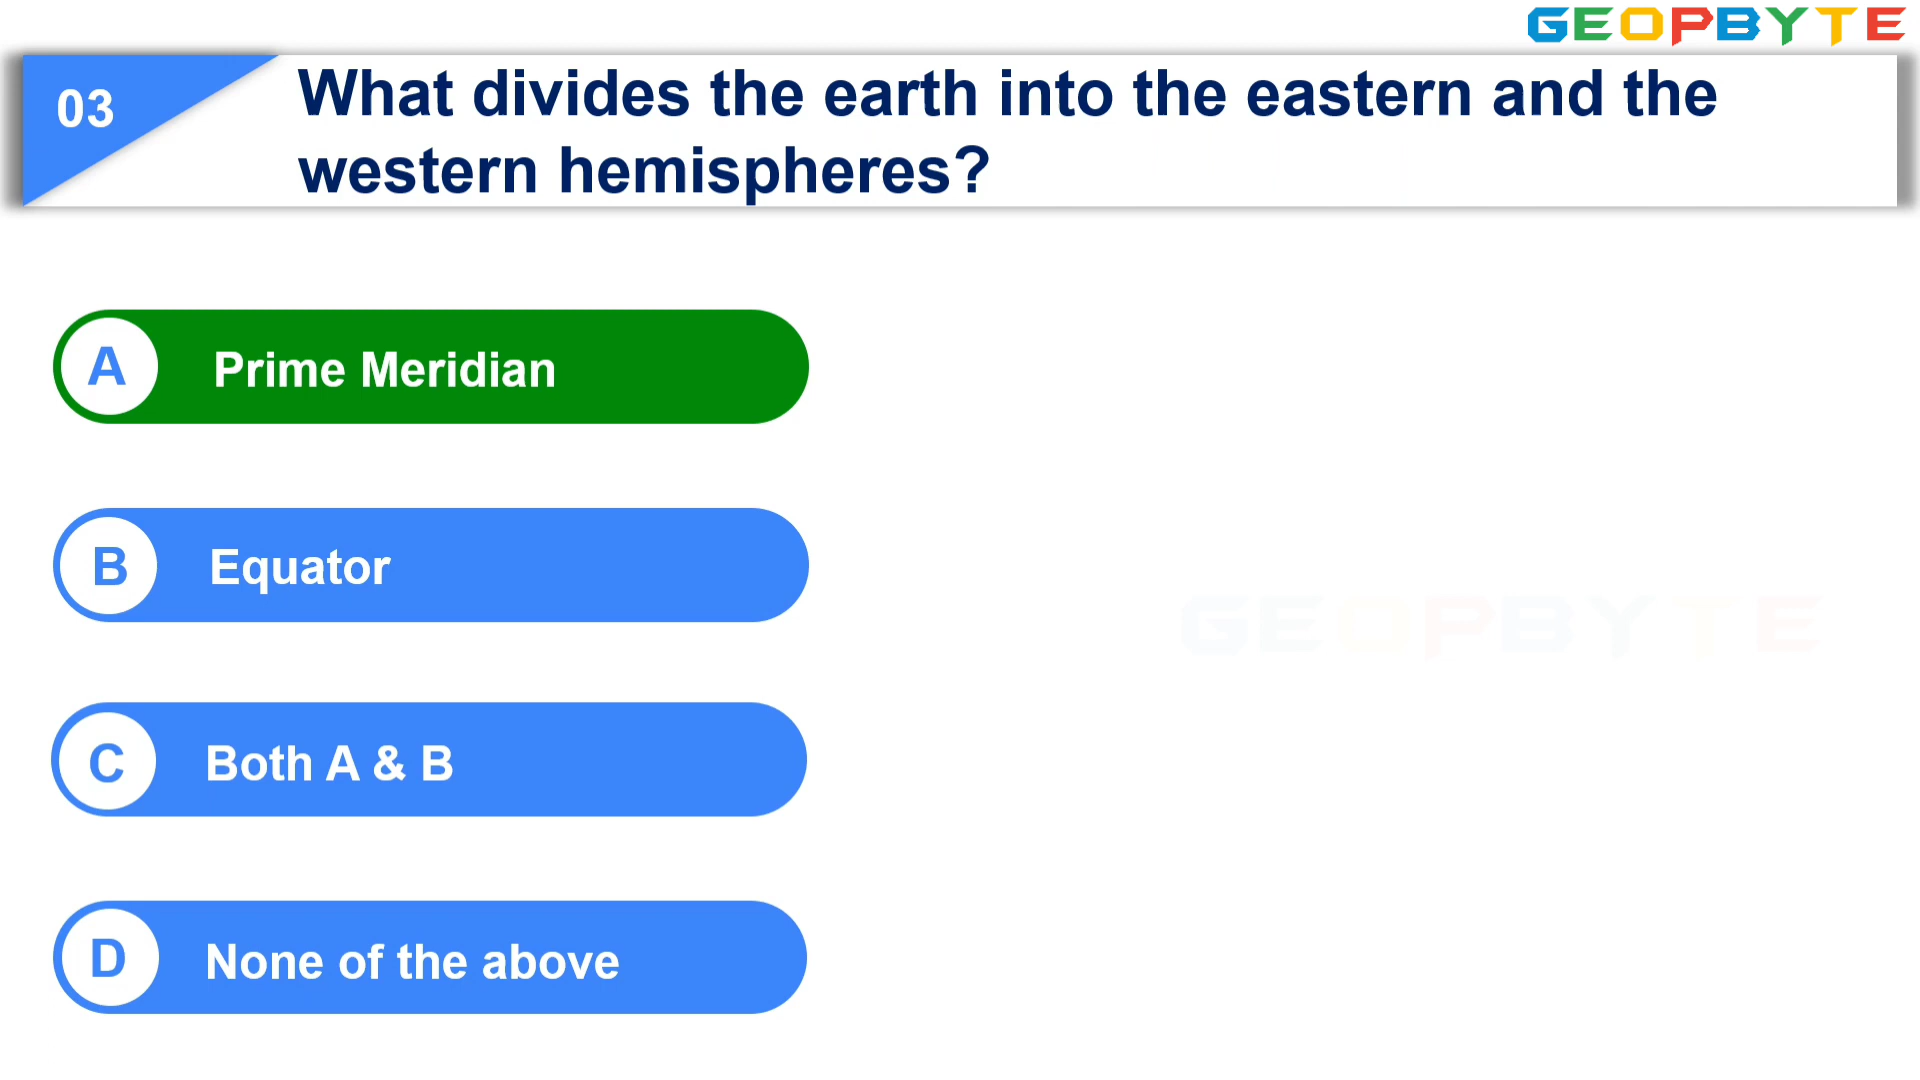 GEOPBYTE
03
What divides the earth into the eastern and the
western hemispheres?
A Prime Meridian
B Equator
GEOPBYTE
C Both A & B
D None of the above